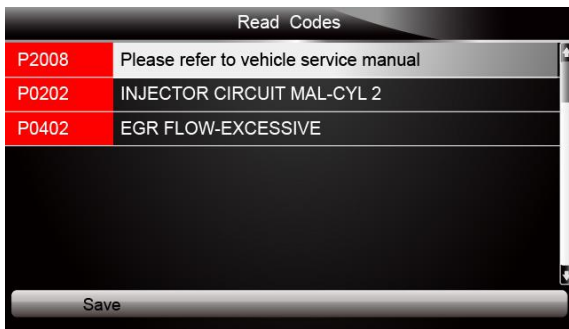 Read Codes
P2008 Please refer to vehicle service manual
P0202 INJECTOR CIRCUIT MAL-CYL 2
P0402 EGR FLOW-EXCESSIVE
Save